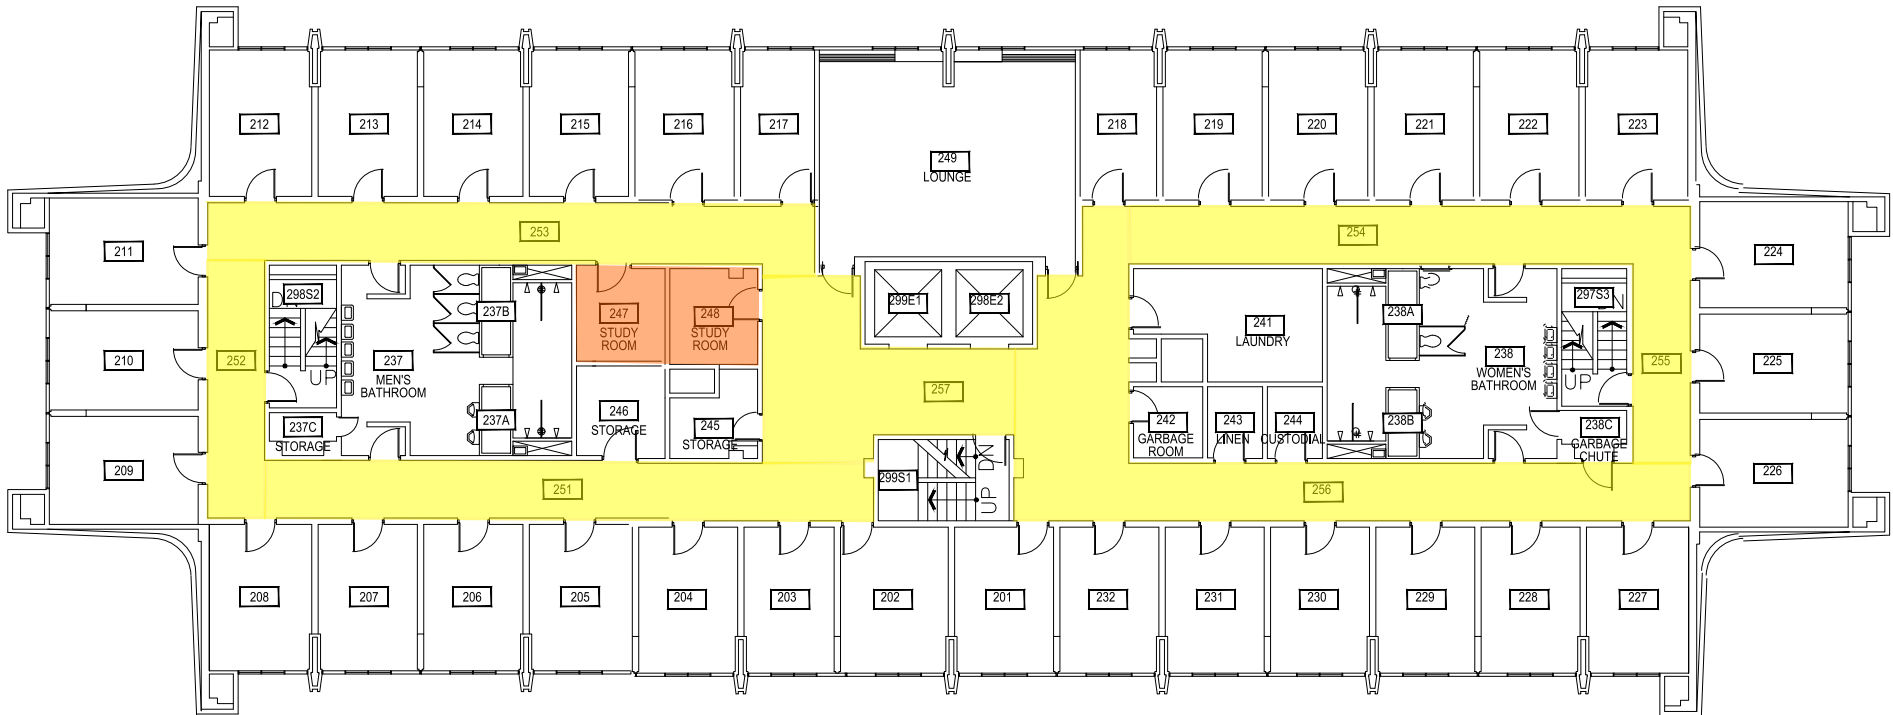 212
213
214
215
216
217
218
219
220
221
222
223
249
LOUNGE
211
253
254
224
298S2
DN
UP
299E1
298E2
297S3
DN
UP
237B
247
STUDY
ROOM
248
STUDY
ROOM
241
LAUNDRY
238A
210
252
237
MEN'S
BATHROOM
238
WOMEN'S
BATHROOM
255
225
257
237C
STORAGE
237A
246
STORAGE
245
STORAGE
242
GARBAGE
ROOM
243
LINEN
244
CUSTODIAL
238B
238C
GARBAGE
CHUTE
209
251
299S1
UP
DN
256
226
208
207
206
205
204
203
202
201
232
231
230
229
228
227